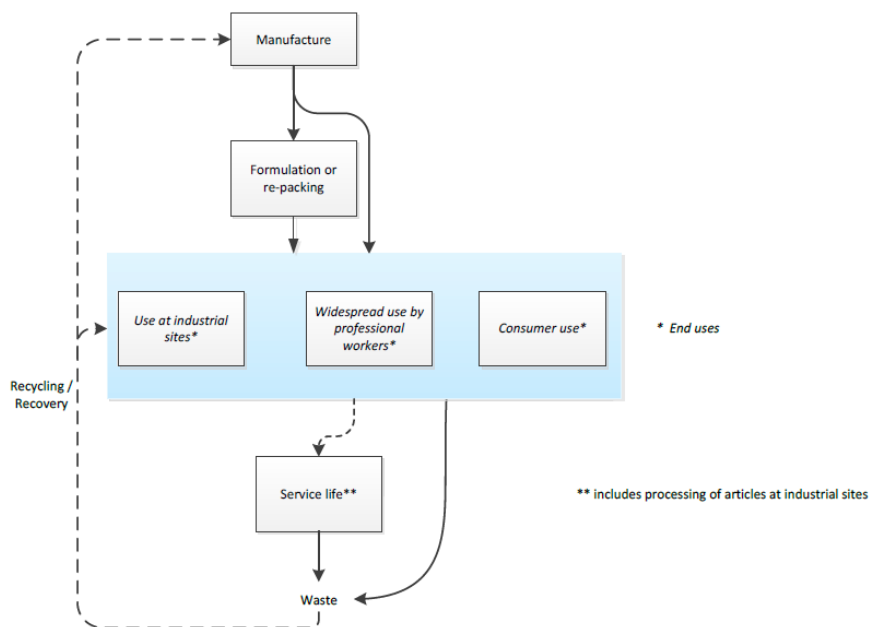 Manufacture
Formulation or
re-packing
Use at industrial
sites*
Widespread use by
professional
workers*
Consumer use*
* End uses
Recycling /
Recovery
Service life**
** includes processing of articles at industrial sites
Waste